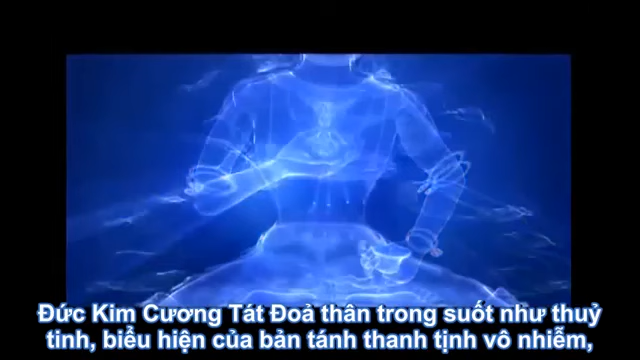 Đức Kim Cương Tát Đoả thân trong suốt như thuỷ
tinh, biểu hiện của bản tánh thanh tịnh vô nhiễm,